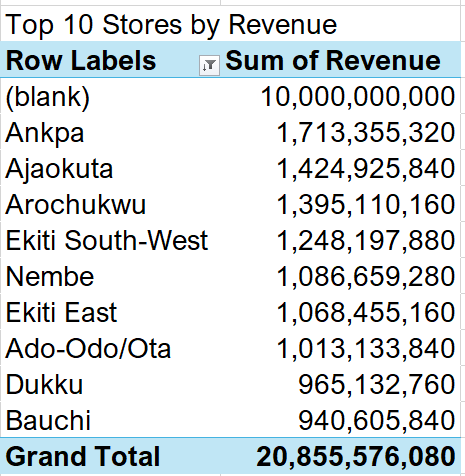 Top 10 Stores by Revenue
Row Labels Sum of Revenue
(blank) 10,000,000,000
Ankpa 1,713,355,320
Ajaokuta 1,424,925,840
Arochukwu 1,395,110,160
Ekiti South-West 1,248,197,880
Nembe 1,086,659,280
Ekiti East 1,068,455,160
Ado-Odo/Ota 1,013,133,840
Dukku 965,132,760
Bauchi 940,605,840
Grand Total 20,855,576,080